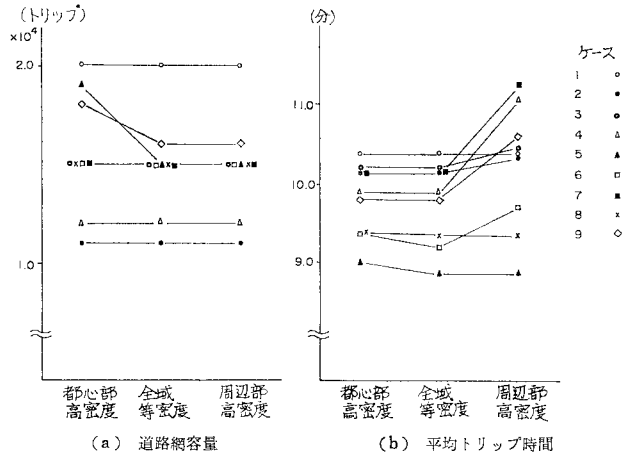 (トリップ)
×10⁴
2.0
1.0
都心部
高密度
全域
等密度
周辺部
高密度
(a) 道路網容量
(分)
11.0
10.0
9.0
都心部
高密度
全域
等密度
周辺部
高密度
(b) 平均トリップ時間
ケース
1
2
3
4
5
6
7
8
9